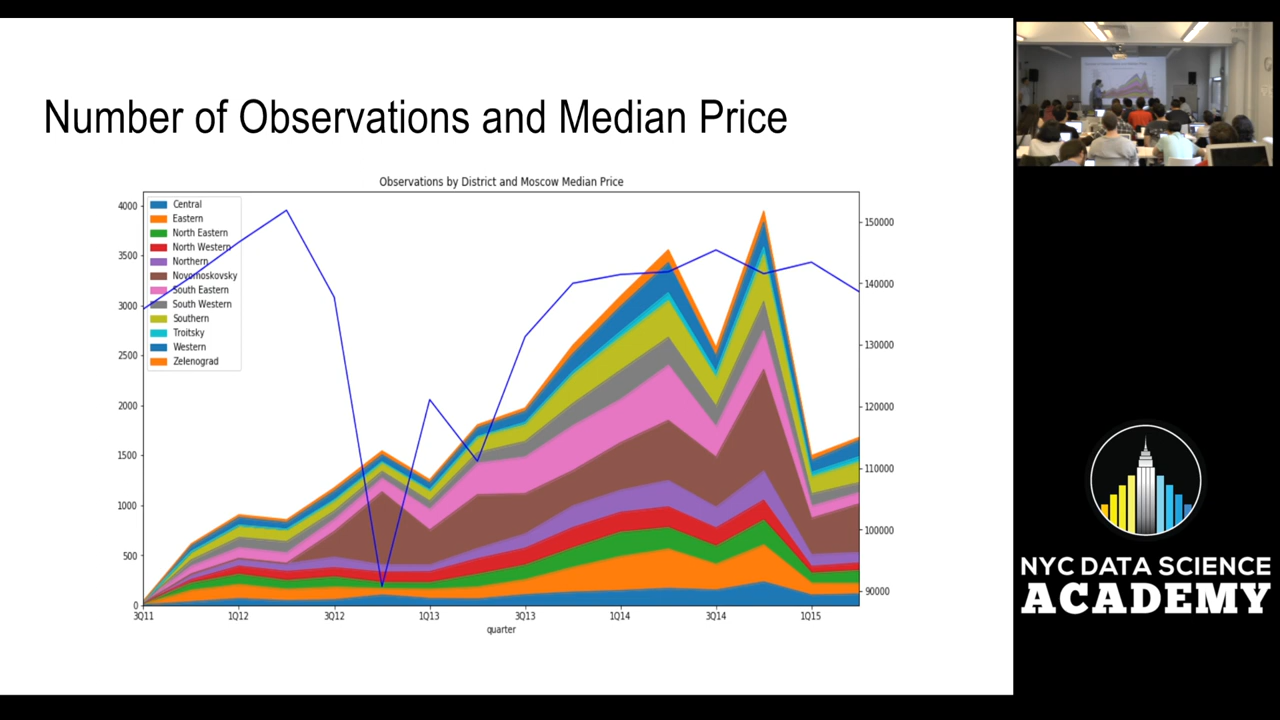 Number of Observations and Median Price
Observations by District and Moscow Median Price
Central
Eastern
North Eastern
North Western
Northern
Novomoskovsky
South Eastern
South Western
Southern
Troitsky
Western
Zelenograd
4000
3500
3000
2500
2000
1500
1000
500
0
150000
140000
130000
120000
110000
100000
90000
3Q11 1Q12 3Q12 1Q13 3Q13 1Q14 3Q14 1Q15
quarter
NYC DATA SCIENCE
ACADEMY